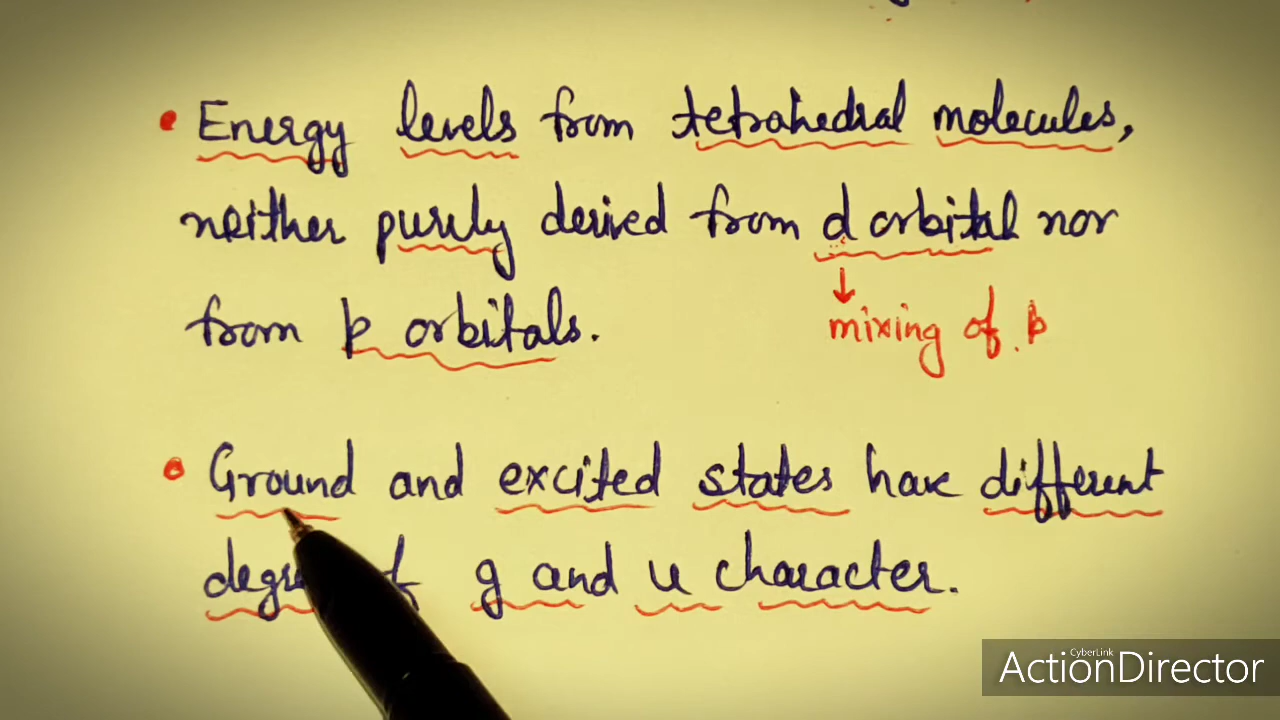 • Energy levels from tetrahedral molecules,
neither purely derived from d orbital nor
from p orbitals.
↓
mixing of p
• Ground and excited states have different
g and u character.
CyberLink
ActionDirector